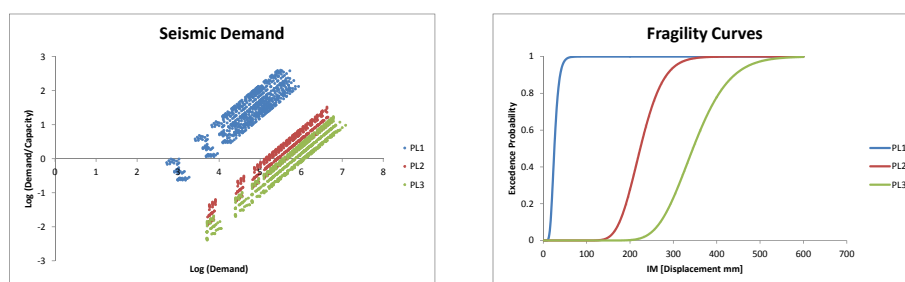 Seismic Demand
Log (Demand/Capacity)
3
2
1
0
-1
-2
-3
0 1 2 3 4 5 6 7 8
Log (Demand)
PL1
PL2
PL3
Fragility Curves
Excedence Probability
1
0.8
0.6
0.4
0.2
0
0 100 200 300 400 500 600 700
IM [Displacement mm]
PL1
PL2
PL3